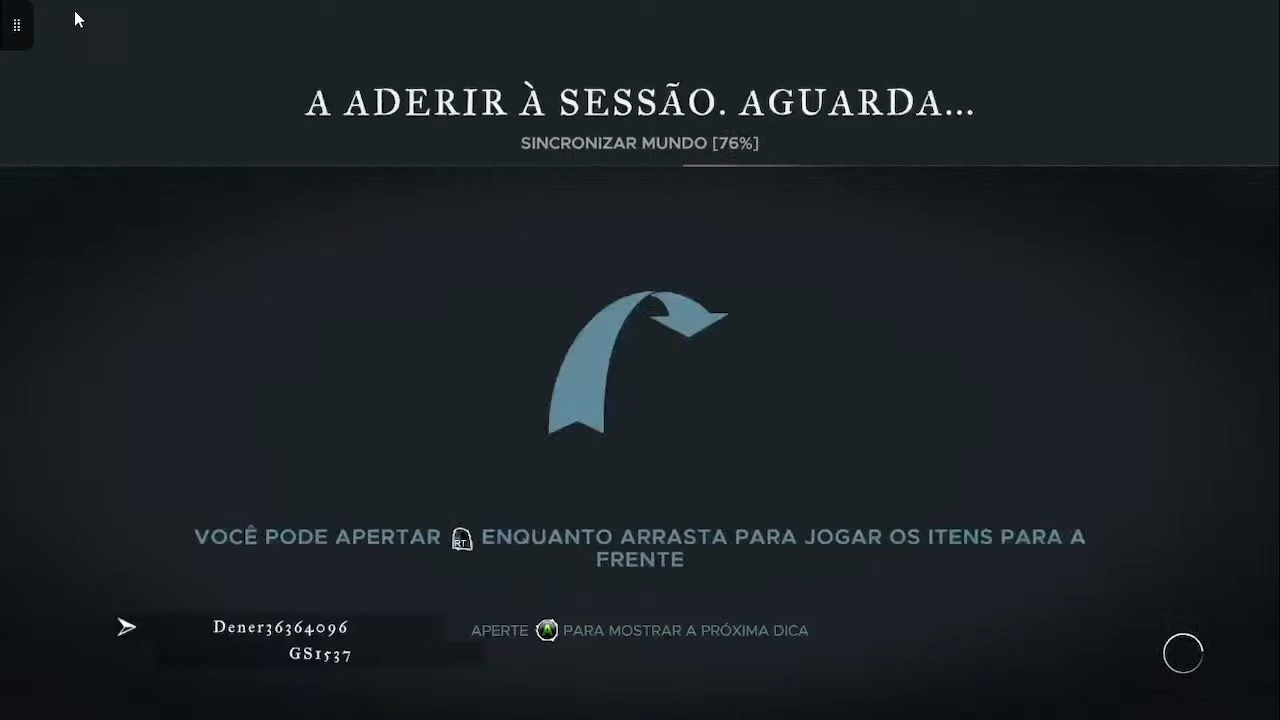 A ADERIR À SESSÃO. AGUARDA...
SINCRONIZAR MUNDO [76%]
VOCÊ PODE APERTAR RT ENQUANTO ARRASTA PARA JOGAR OS ITENS PARA A
FRENTE
Dener36364096
APERTE A PARA MOSTRAR A PRÓXIMA DICA
GS1537